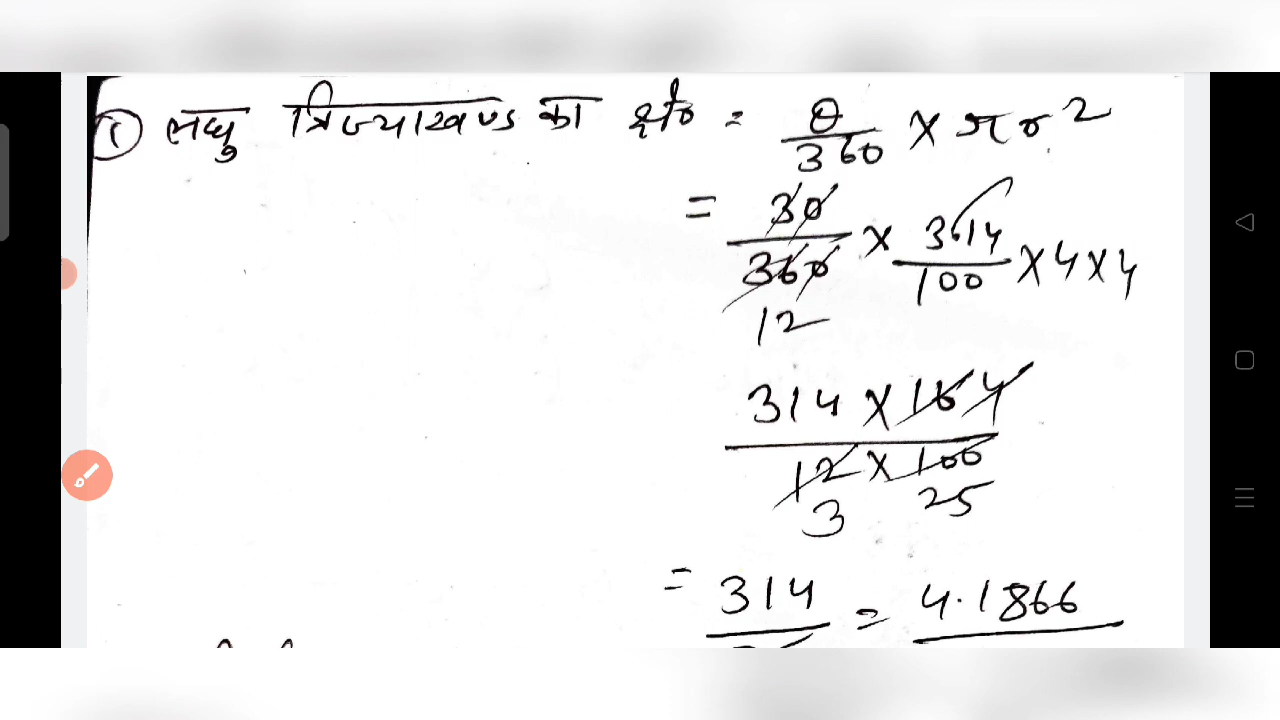 ① लघु त्रिज्याखण्ड का क्षे० = θ/360 × πr²
= 30/360 × 3.14/100 × 4 × 4
12
314 × 16 4
12 × 100
3 25
= 314 = 4.1866